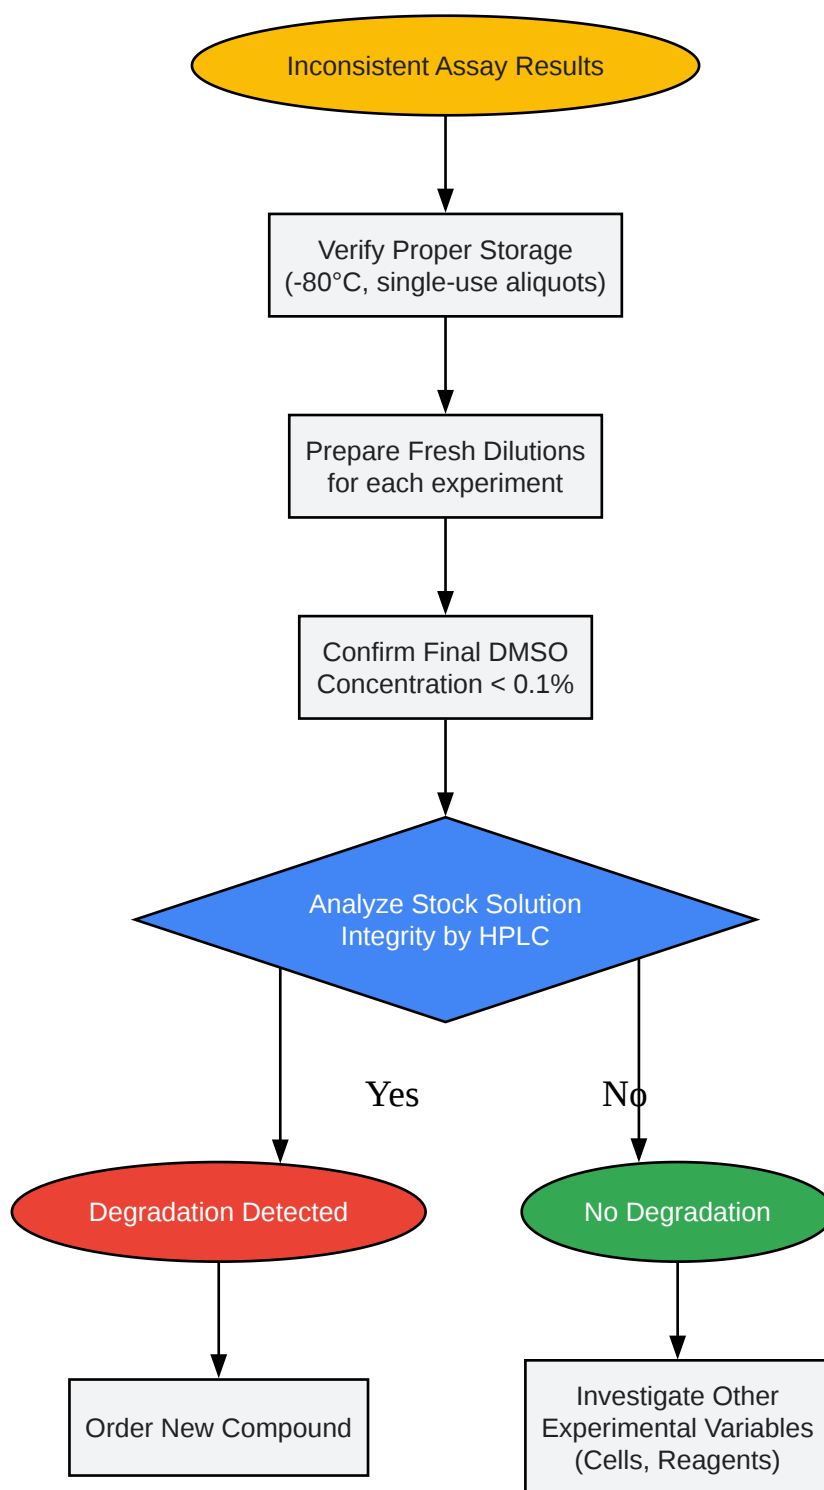 Inconsistent Assay Results
Verify Proper Storage
(-80°C, single-use aliquots)
Prepare Fresh Dilutions
for each experiment
Confirm Final DMSO
Concentration < 0.1%
Analyze Stock Solution
Integrity by HPLC
Yes
No
Degradation Detected
No Degradation
Order New Compound
Investigate Other
Experimental Variables
(Cells, Reagents)